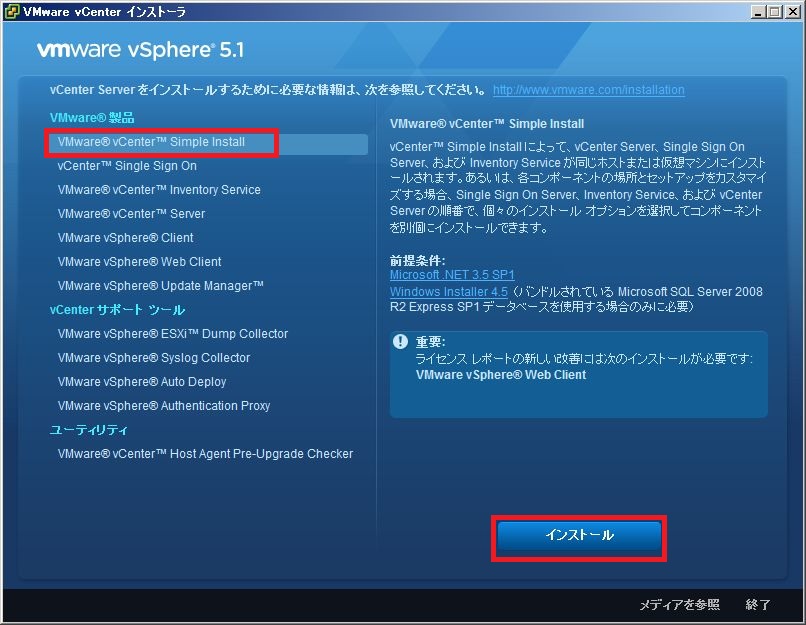 VMware vCenter インストーラ
vmware vSphere® 5.1
vCenter Server をインストールするために必要な情報は、次を参照してください。 http://www.vmware.com/installation
VMware® 製品
VMware® vCenter™ Simple Install
vCenter™ Single Sign On
VMware® vCenter™ Inventory Service
VMware® vCenter™ Server
VMware vSphere® Client
VMware vSphere® Web Client
VMware vSphere® Update Manager™
vCenter サポート ツール
VMware vSphere® ESXi™ Dump Collector
VMware vSphere® Syslog Collector
VMware vSphere® Auto Deploy
VMware vSphere® Authentication Proxy
ユーティリティ
VMware® vCenter™ Host Agent Pre-Upgrade Checker
VMware® vCenter™ Simple Install
vCenter™ Simple Install によって、vCenter Server、Single Sign On
Server、および Inventory Service が同じホストまたは仮想マシンにインスト
ールされます。あるいは、各コンポーネントの場所とセットアップをカスタマイ
ズする場合、Single Sign On Server、Inventory Service、および vCenter
Server の順番で、個々のインストール オプションを選択してコンポーネント
を別個にインストールできます。
前提条件:
Microsoft .NET 3.5 SP1
Windows Installer 4.5 （バンドルされている Microsoft SQL Server 2008
R2 Express SP1 データベースを使用する場合のみに必要）
重要:
ライセンス レポートの新しい改善には次のインストールが必要です:
VMware vSphere® Web Client
インストール
メディアを参照 終了